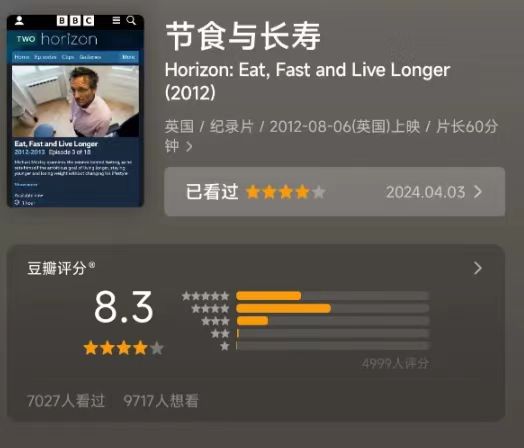 BBC
TWO horizon
Home Episodes Clips Galleries More
Eat, Fast and Live Longer
2012-2013 Episode 3 of 18
1 hour
节食与长寿
Horizon: Eat, Fast and Live Longer
(2012)
英国 / 纪录片 / 2012-08-06(英国)上映 / 片长60分
钟 >
已看过 ★★★★★ 2024.04.03 >
豆瓣评分® >
8.3
★★★★★
★★★★★
★★★★
★★★
★★
★
4999人评分
7027人看过 9717人想看